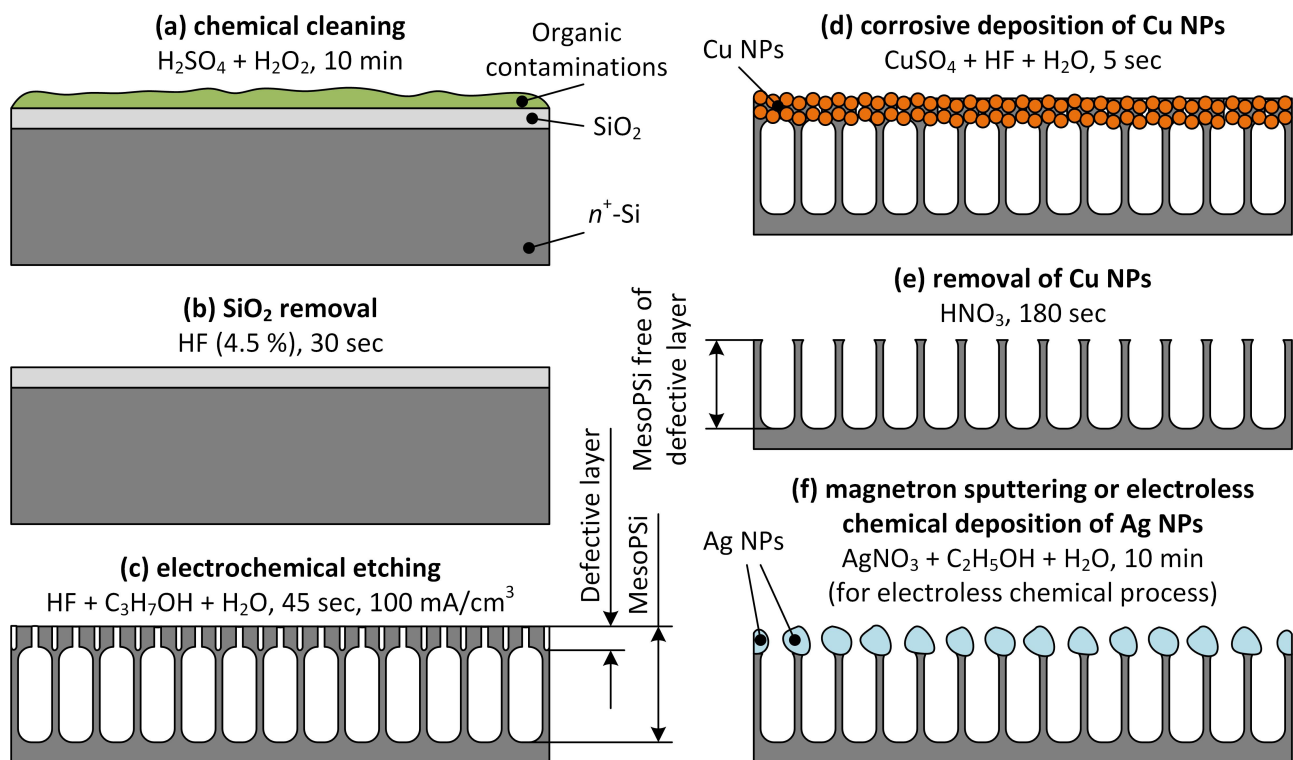 (a) chemical cleaning
H₂SO₄ + H₂O₂, 10 min
Organic
contaminations
SiO₂
n⁺-Si
(b) SiO₂ removal
HF (4.5 %), 30 sec
(c) electrochemical etching
HF + C₃H₇OH + H₂O, 45 sec, 100 mA/cm³
Defective layer
MesoPSi
(d) corrosive deposition of Cu NPs
CuSO₄ + HF + H₂O, 5 sec
Cu NPs
(e) removal of Cu NPs
HNO₃, 180 sec
MesoPSi free of
defective layer
(f) magnetron sputtering or electroless
chemical deposition of Ag NPs
AgNO₃ + C₂H₅OH + H₂O, 10 min
(for electroless chemical process)
Ag NPs